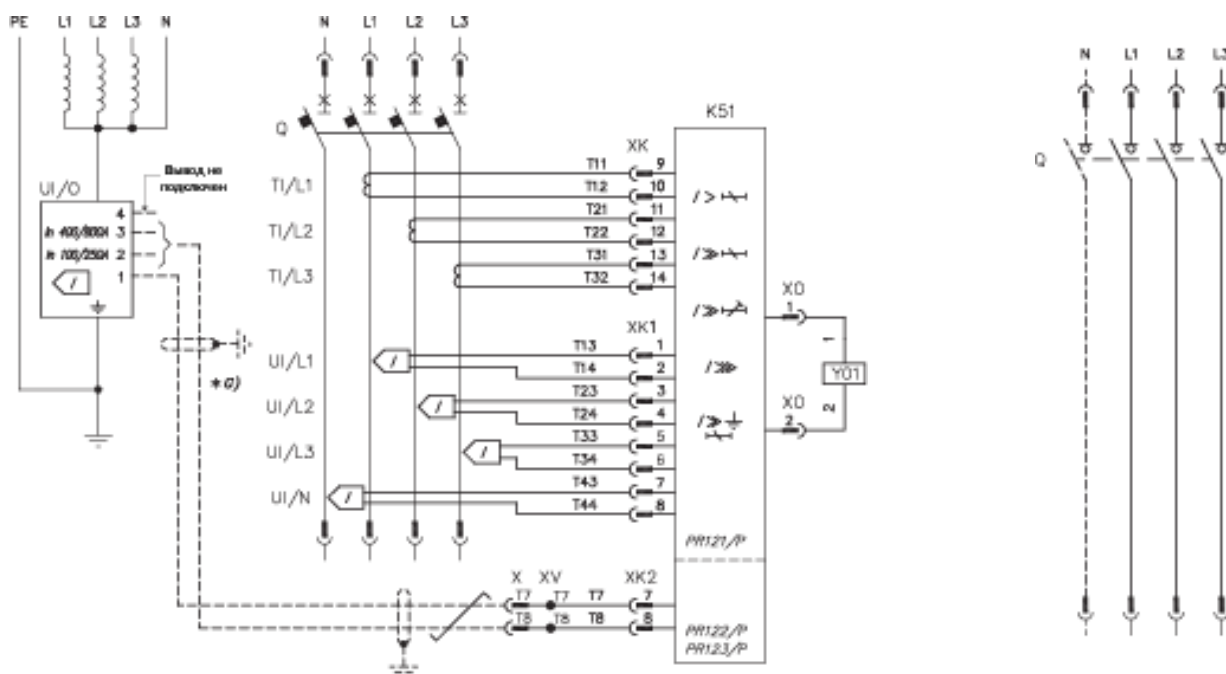 PE L1 L2 L3 N
N L1 L2 L3
N L1 L2 L3
Q
K51
Q
XK
Вывод не
подключен
UI/O
4
In 400/800A 3
In 100/250A 2
1
TI/L1
T11 9
T12 10
TI/L2
T21 11
T22 12
TI/L3
T31 13
T32 14
I>
I>>
I>>
I>>>
I>>
XO
1
1
Y01
2
XO
2
XK1
UI/L1
T13 1
T14 2
UI/L2
T23 3
T24 4
UI/L3
T33 5
T34 6
UI/N
T43 7
T44 8
I
I
I
I
I
* G)
PR121/P
X XV XK2
T7 T7 T7 7
T8 T8 T8 8
PR122/P
PR123/P